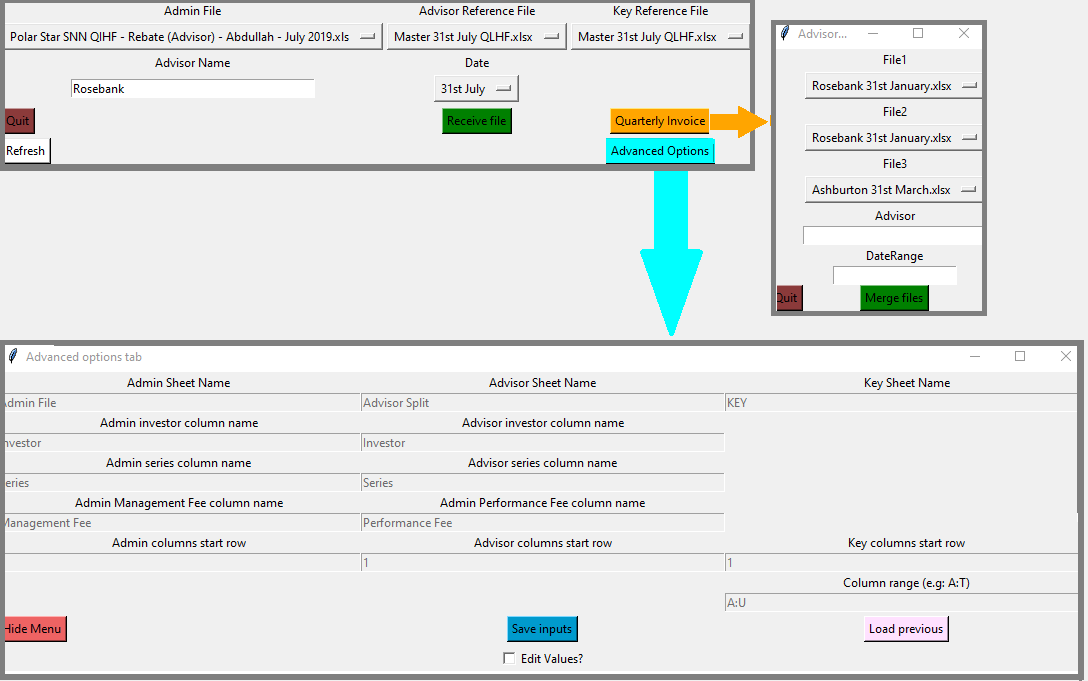 Admin File Advisor Reference File Key Reference File
Polar Star SNN QIHF - Rebate (Advisor) - Abdullah - July 2019.xls Master 31st July QLHF.xlsx Master 31st July QLHF.xlsx
Advisor Name Date
Rosebank 31st July
Quit Receive file Quarterly Invoice
Refresh Advanced Options
Advisor...
File1
Rosebank 31st January.xlsx
File2
Rosebank 31st January.xlsx
File3
Ashburton 31st March.xlsx
Advisor
DateRange
Quit Merge files
Advanced options tab
Admin Sheet Name Advisor Sheet Name Key Sheet Name
Admin File Advisor Split KEY
Admin investor column name Advisor investor column name
nvestor Investor
Admin series column name Advisor series column name
eries Series
Admin Management Fee column name Admin Performance Fee column name
Management Fee Performance Fee
Admin columns start row Advisor columns start row Key columns start row
1 1
Column range (e.g: A:T)
A:U
Hide Menu Save inputs Load previous
Edit Values?